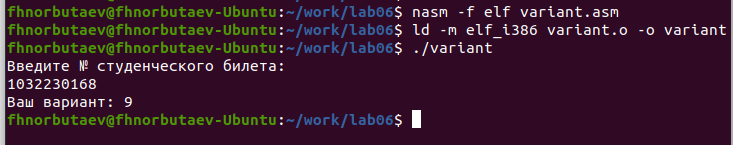 fhnorbutaev@fhnorbutaev-Ubuntu:~/work/lab06$ nasm -f elf variant.asm
fhnorbutaev@fhnorbutaev-Ubuntu:~/work/lab06$ ld -m elf_i386 variant.o -o variant
fhnorbutaev@fhnorbutaev-Ubuntu:~/work/lab06$ ./variant
Введите № студенческого билета:
1032230168
Ваш вариант: 9
fhnorbutaev@fhnorbutaev-Ubuntu:~/work/lab06$